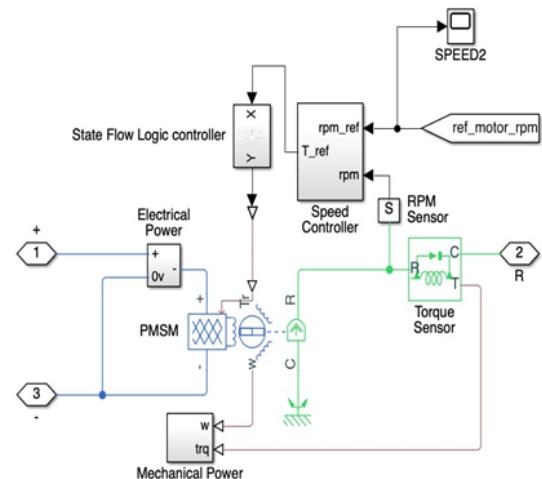 SPEED2
State Flow Logic controller
X
Y
rpm_ref
T_ref
rpm
Speed
Controller
ref_motor_rpm
S
RPM
Sensor
Electrical
Power
+
1
+
0v
-
3
-
PMSM
+
-
Tr
w
R
C
R
C
T
Torque
Sensor
2
R
w
trq
Mechanical Power